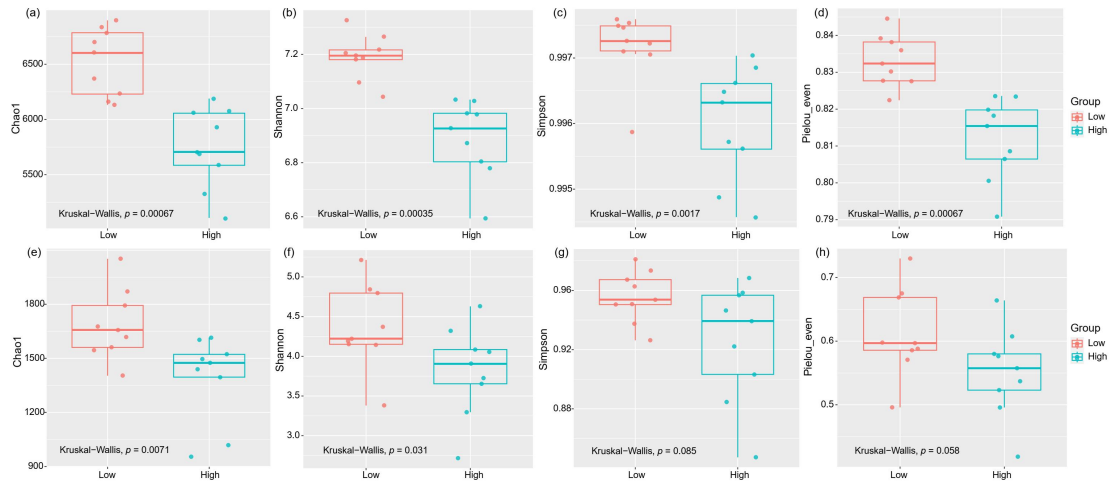 (a)
6500
6000
5500
Chao1
Kruskal−Wallis, p = 0.00067
Low
High
(b)
7.2
7.0
6.8
6.6
Shannon
Kruskal−Wallis, p = 0.00035
Low
High
(c)
0.997
0.996
0.995
Simpson
Kruskal−Wallis, p = 0.0017
Low
High
(d)
0.84
0.83
0.82
0.81
0.80
0.79
Pielou_even
Kruskal−Wallis, p = 0.00067
Low
High
Group
Low
High
(e)
1800
1500
1200
900
Chao1
Kruskal−Wallis, p = 0.0071
Low
High
(f)
5.0
4.5
4.0
3.5
3.0
Shannon
Kruskal−Wallis, p = 0.031
Low
High
(g)
0.96
0.92
0.88
Simpson
Kruskal−Wallis, p = 0.085
Low
High
(h)
0.7
0.6
0.5
Pielou_even
Kruskal−Wallis, p = 0.058
Low
High
Group
Low
High